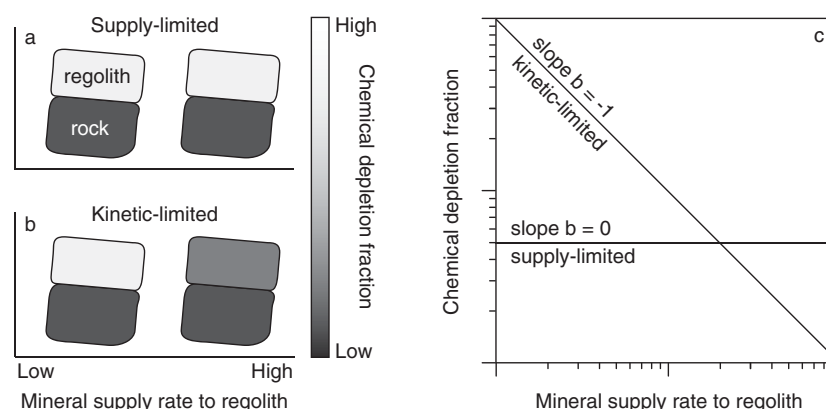 a
Supply-limited
regolith
rock
b
Kinetic-limited
Low
High
Mineral supply rate to regolith
High
Chemical depletion fraction
Low
c
slope b = -1
kinetic-limited
slope b = 0
supply-limited
Chemical depletion fraction
Mineral supply rate to regolith